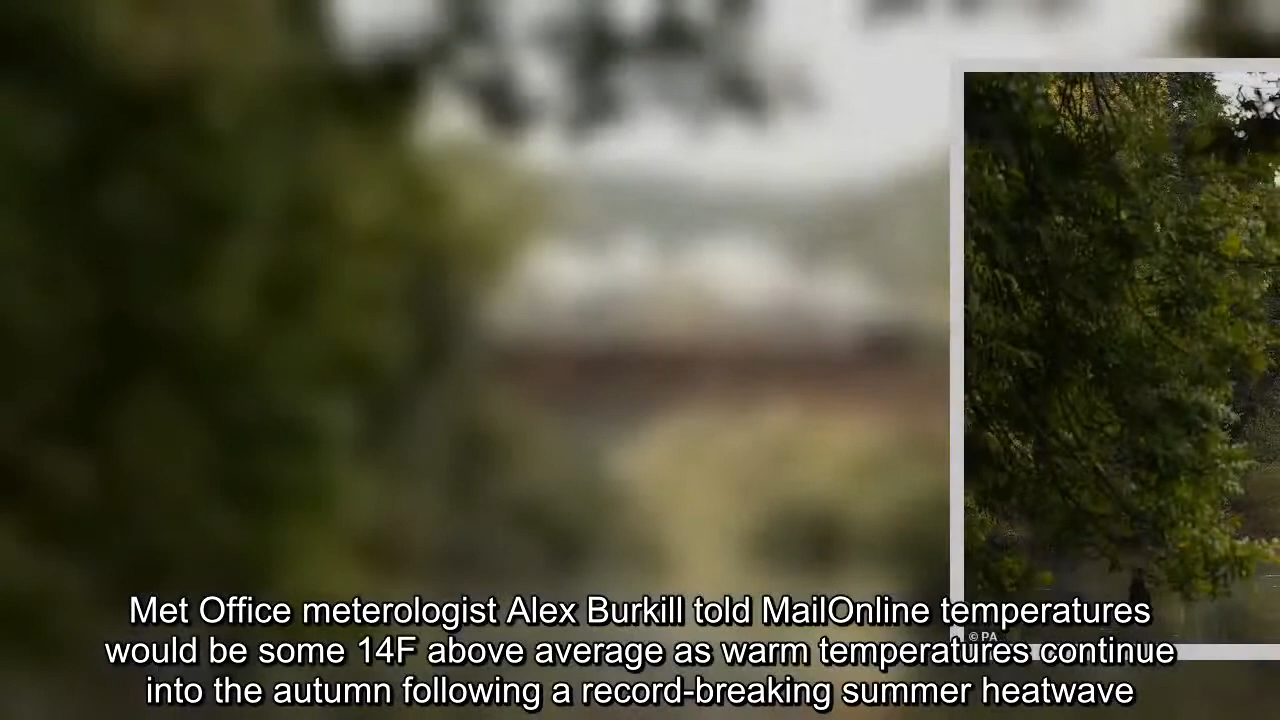 © PA
Met Office meterologist Alex Burkill told MailOnline temperatures
would be some 14F above average as warm temperatures continue
into the autumn following a record-breaking summer heatwave